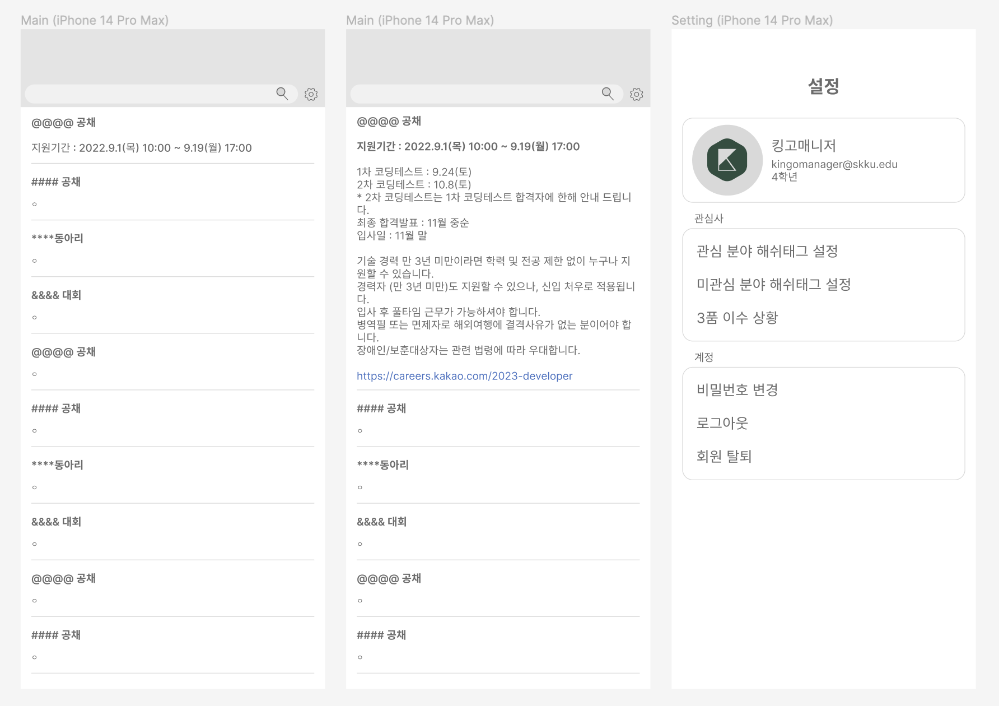 Main (iPhone 14 Pro Max)
@@@@ 공채
지원기간 : 2022.9.1(목) 10:00 ~ 9.19(월) 17:00
#### 공채
ㅇ
****동아리
ㅇ
&&&& 대회
ㅇ
@@@@ 공채
ㅇ
#### 공채
ㅇ
****동아리
ㅇ
&&&& 대회
ㅇ
@@@@ 공채
ㅇ
#### 공채
ㅇ
Main (iPhone 14 Pro Max)
@@@@ 공채
지원기간 : 2022.9.1(목) 10:00 ~ 9.19(월) 17:00
1차 코딩테스트 : 9.24(토)
2차 코딩테스트 : 10.8(토)
* 2차 코딩테스트는 1차 코딩테스트 합격자에 한해 안내 드립니
다.
최종 합격발표 : 11월 중순
입사일 : 11월 말
기술 경력 만 3년 미만이라면 학력 및 전공 제한 없이 누구나 지
원할 수 있습니다.
경력자 (만 3년 미만)도 지원할 수 있으나, 신입 처우로 적용됩니
다.
입사 후 풀타임 근무가 가능하셔야 합니다.
병역필 또는 면제자로 해외여행에 결격사유가 없는 분이어야 합
니다.
장애인/보훈대상자는 관련 법령에 따라 우대합니다.
https://careers.kakao.com/2023-developer
#### 공채
ㅇ
****동아리
ㅇ
&&&& 대회
ㅇ
@@@@ 공채
ㅇ
#### 공채
ㅇ
Setting (iPhone 14 Pro Max)
설정
킹고매니저
kingomanager@skku.edu
4학년
관심사
관심 분야 해쉬태그 설정
미관심 분야 해쉬태그 설정
3품 이수 상황
계정
비밀번호 변경
로그아웃
회원 탈퇴